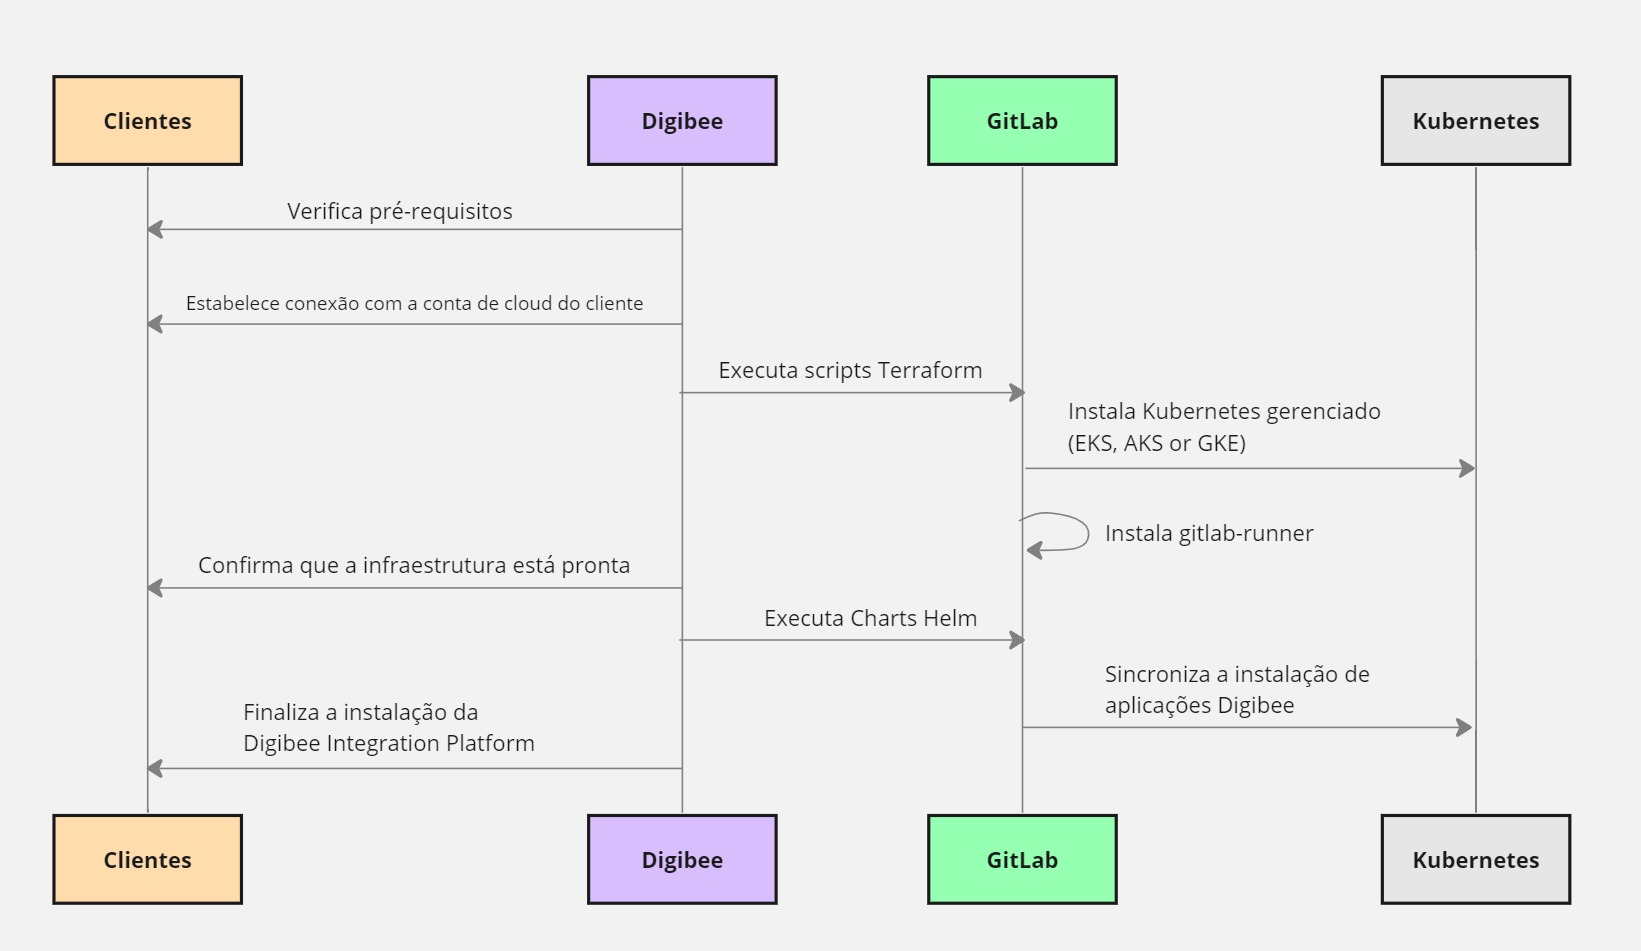 Clientes
Digibee
GitLab
Kubernetes
Verifica pré-requisitos
Estabelece conexão com a conta de cloud do cliente
Executa scripts Terraform
Instala Kubernetes gerenciado
(EKS, AKS or GKE)
Instala gitlab-runner
Confirma que a infraestrutura está pronta
Executa Charts Helm
Sincroniza a instalação de
aplicações Digibee
Finaliza a instalação da
Digibee Integration Platform
Clientes
Digibee
GitLab
Kubernetes